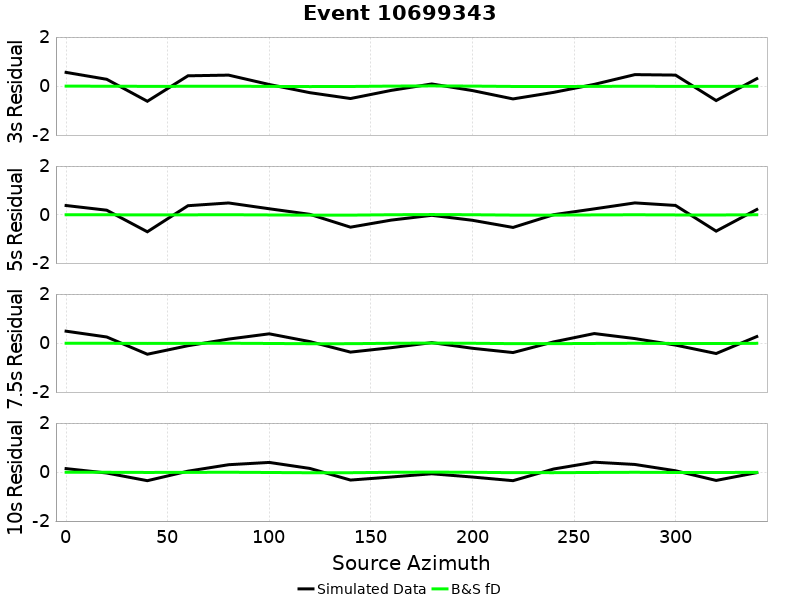 Event 10699343
3s Residual
2
0
-2
5s Residual
2
0
-2
7.5s Residual
2
0
-2
10s Residual
2
0
-2
0 50 100 150 200 250 300
Source Azimuth
Simulated Data B&S fD